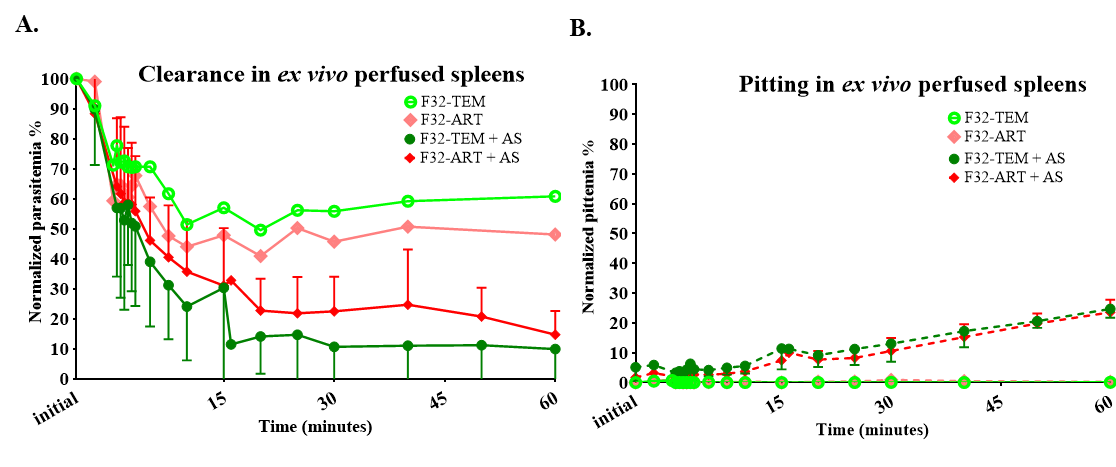 A.
Clearance in ex vivo perfused spleens
F32-TEM
F32-ART
F32-TEM + AS
F32-ART + AS
Normalized parasitemia %
100
90
80
70
60
50
40
30
20
10
0
initial
15
30
45
60
Time (minutes)
B.
Pitting in ex vivo perfused spleens
F32-TEM
F32-ART
F32-TEM + AS
F32-ART + AS
Normalized pittemia %
100
90
80
70
60
50
40
30
20
10
0
initial
15
30
45
60
Time (minutes)